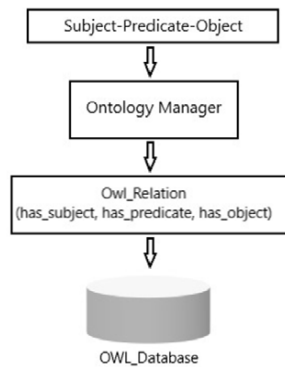 Subject-Predicate-Object
Ontology Manager
Owl_Relation
(has_subject, has_predicate, has_object)
OWL_Database